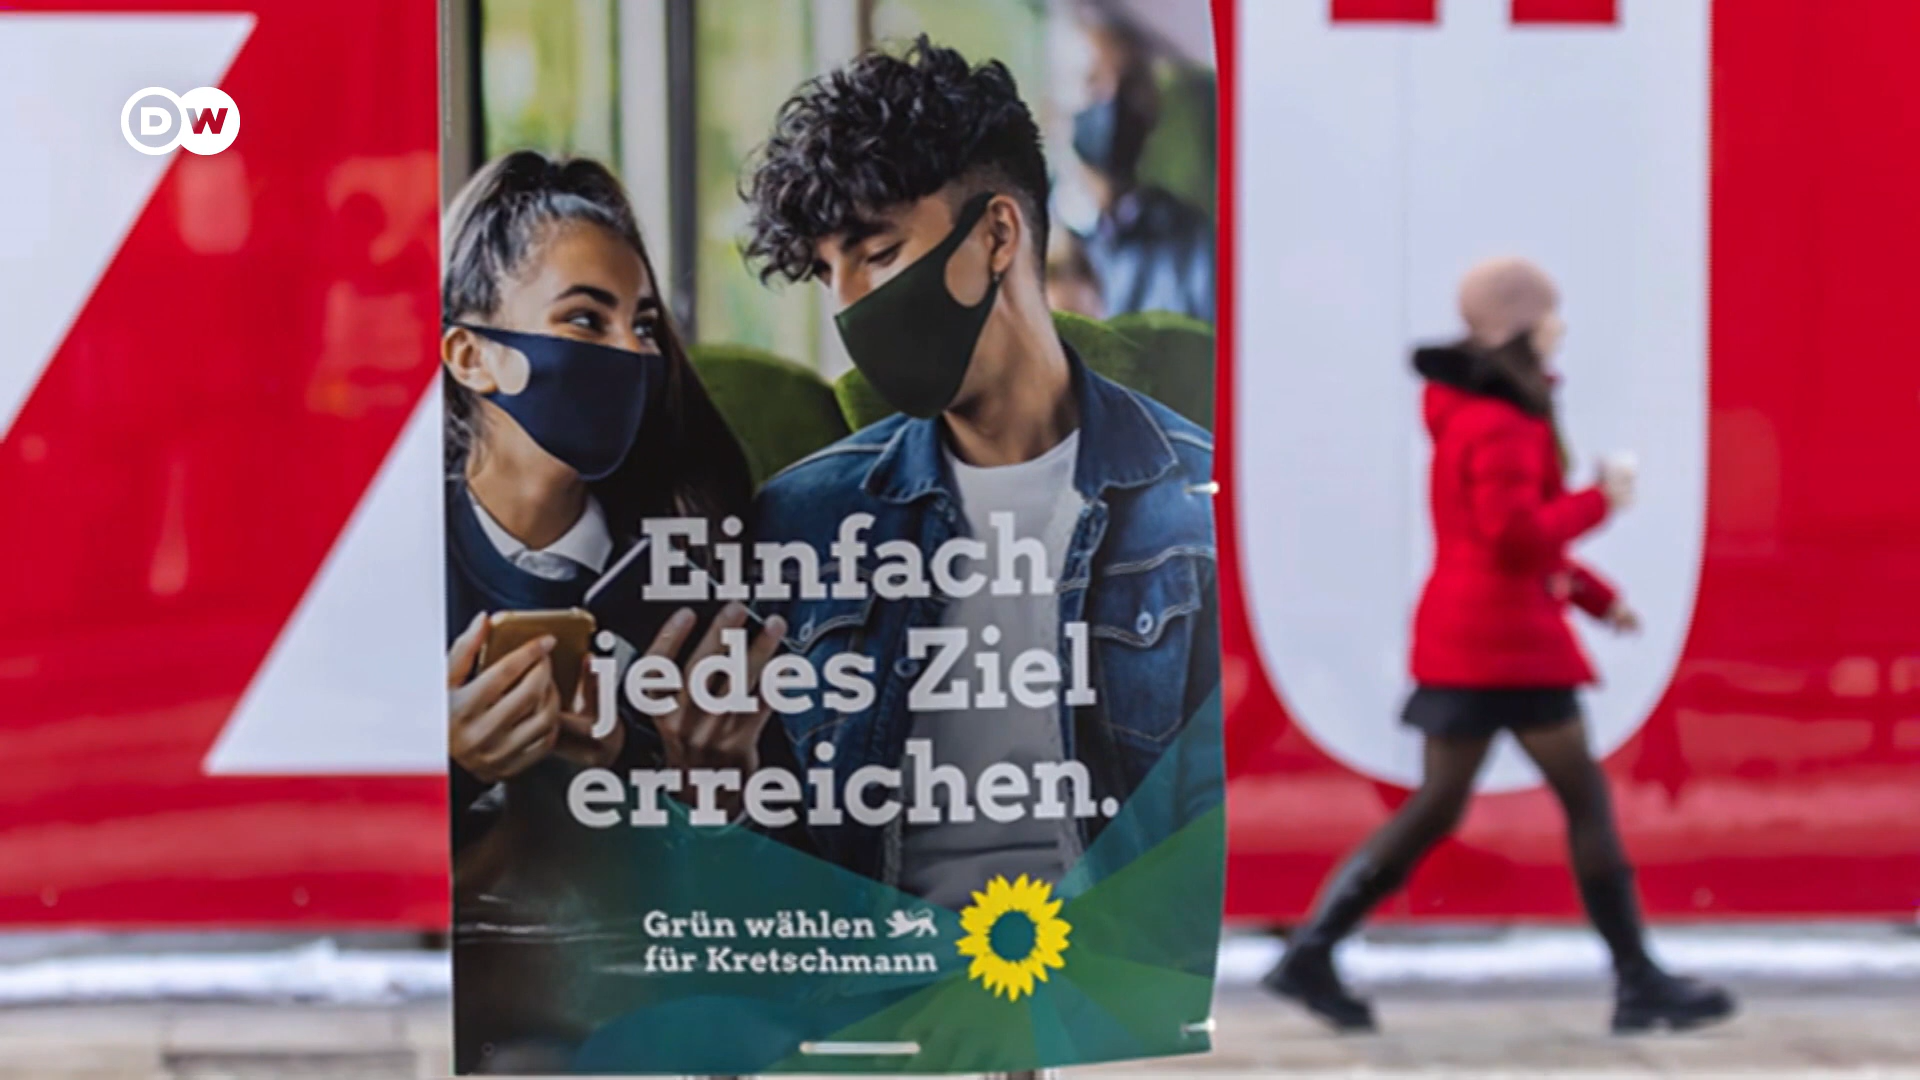 DW
Einfach
jedes Ziel
erreichen.
Grün wählen
für Kretschmann
Z
Ü